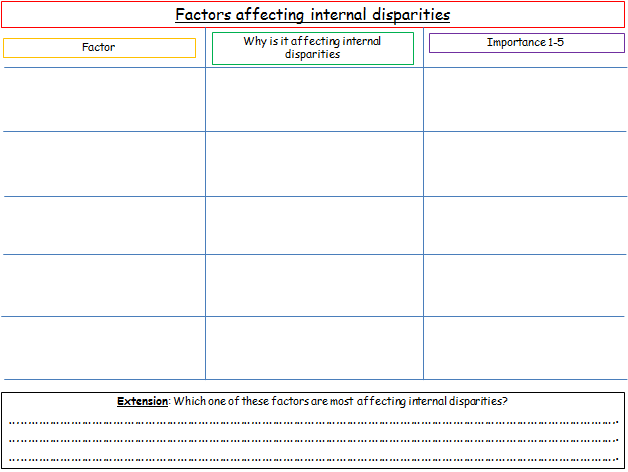 Factors affecting internal disparities
Factor
Why is it affecting internal
disparities
Importance 1-5
Extension: Which one of these factors are most affecting internal disparities?